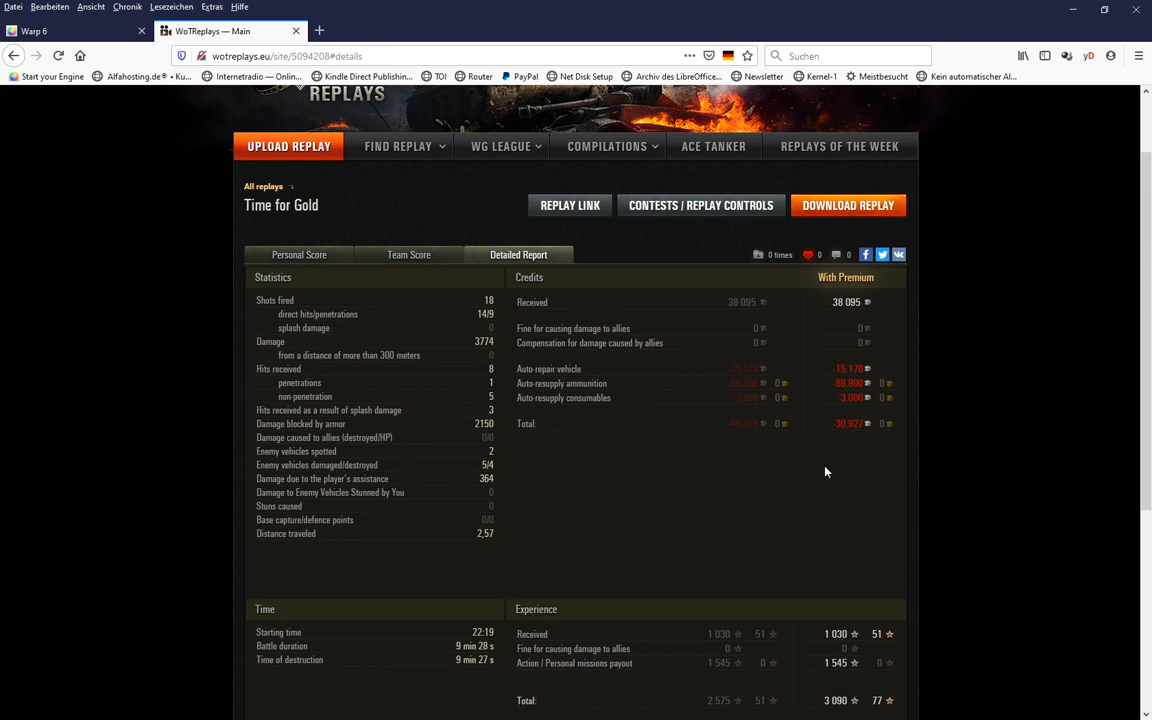 Datei Bearbeiten Ansicht Chronik Lesezeichen Extras Hilfe
Warp 6 WoTReplays — Main
wotreplays.eu/site/5094208#details Suchen
Start your Engine Alfahosting.de® • Ku... Internetradio — Onlin... Kindle Direct Publishin... TOI Router PayPal Net Disk Setup Archiv des LibreOffice... Newsletter Kernel-1 Meistbesucht Kein automatischer Al...
REPLAYS
UPLOAD REPLAY FIND REPLAY WG LEAGUE COMPILATIONS ACE TANKER REPLAYS OF THE WEEK
All replays
Time for Gold
REPLAY LINK CONTESTS / REPLAY CONTROLS DOWNLOAD REPLAY
Personal Score Team Score Detailed Report 0 times 0 0
Statistics Credits With Premium
Shots fired 18 Received 38 095 38 095
direct hits/penetrations 14/9
splash damage 0 Fine for causing damage to allies 0 0
Damage 3774 Compensation for damage caused by allies 0 0
from a distance of more than 300 meters 0
Hits received 8 Auto-repair vehicle -15,170 -15,170
penetrations 1 Auto-resupply ammunition 0 0
non-penetration 5 Auto-resupply consumables -3,000 0 -3,000 0
Hits received as a result of splash damage 3
Damage blocked by armor 2150 Total: 0 -30,927 0
Damage caused to allies (destroyed/HP) 0/0
Enemy vehicles spotted 2
Enemy vehicles damaged/destroyed 5/4
Damage due to the player's assistance 364
Damage to Enemy Vehicles Stunned by You 0
Stuns caused 0
Base capture/defence points 0/0
Distance traveled 2,57
Time Experience
Starting time 22:19 Received 1 030 51 1 030 51
Battle duration 9 min 28 s Fine for causing damage to allies 0 0
Time of destruction 9 min 27 s Action / Personal missions payout 1 545 0 1 545 0
Total: 2 575 51 3 090 77